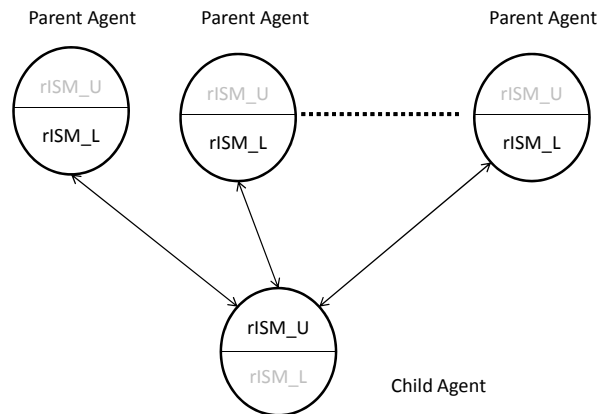 Parent Agent
Parent Agent
Parent Agent
rISM_U
rISM_U
rISM_U
rISM_L
rISM_L
rISM_L
rISM_U
rISM_L
Child Agent